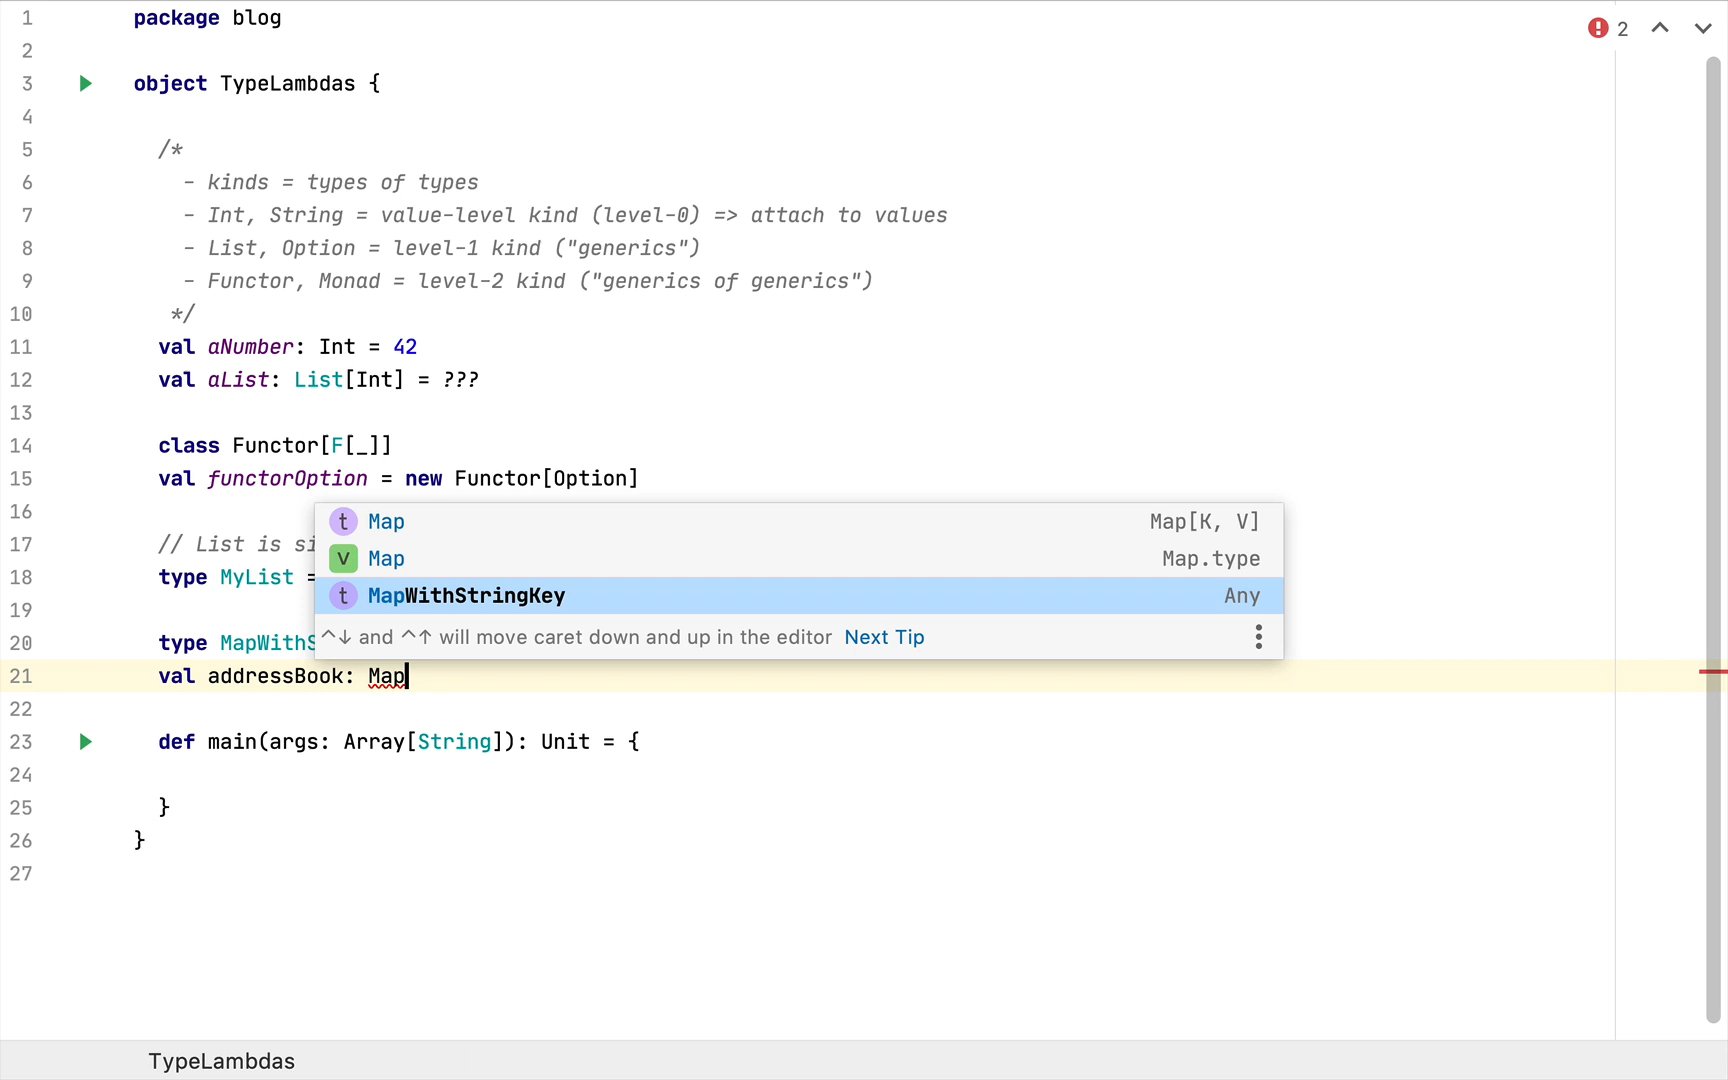 1 package blog
2
3 object TypeLambdas {
4
5 /*
6 - kinds = types of types
7 - Int, String = value-level kind (level-0) => attach to values
8 - List, Option = level-1 kind ("generics")
9 - Functor, Monad = level-2 kind ("generics of generics")
10 */
11 val aNumber: Int = 42
12 val aList: List[Int] = ???
13
14 class Functor[F[_]]
15 val functorOption = new Functor[Option]
16
17 // List is si
18 type MyList =
19
20 type MapWithS
21 val addressBook: Map
22
23 def main(args: Array[String]): Unit = {
24
25 }
26 }
27
2
t Map Map[K, V]
v Map Map.type
t MapWithStringKey Any
^↓ and ^↑ will move caret down and up in the editor Next Tip
TypeLambdas